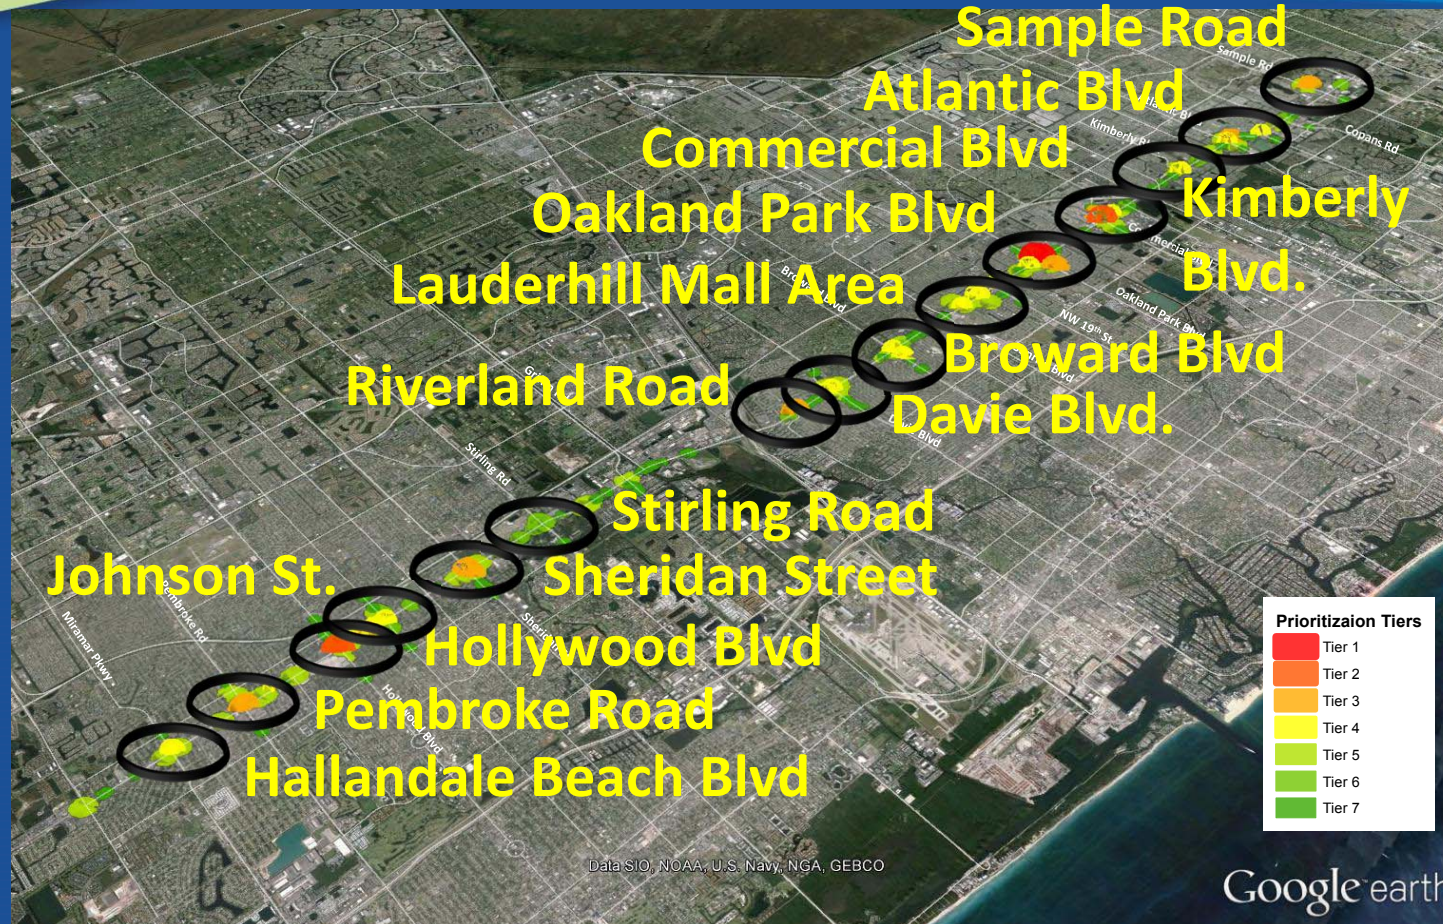 Sample Road
Sample Rd
Atlantic Blvd
Copans Rd
Kimberly
Commercial Blvd
Kimberly
Blvd.
Oakland Park Blvd
Lauderhill Mall Area
Oakland Park Blvd
NW 19th St
Broward Blvd
Riverland Road
Davie Blvd.
Stirling Rd
Stirling Road
Johnson St.
Sheridan Street
Pembroke Rd
Miramar Pkwy
Hollywood Blvd
Pembroke Road
Hallandale Beach Blvd
Prioritizaion Tiers
Tier 1
Tier 2
Tier 3
Tier 4
Tier 5
Tier 6
Tier 7
Data SIO, NOAA, U.S. Navy, NGA, GEBCO
Google earth